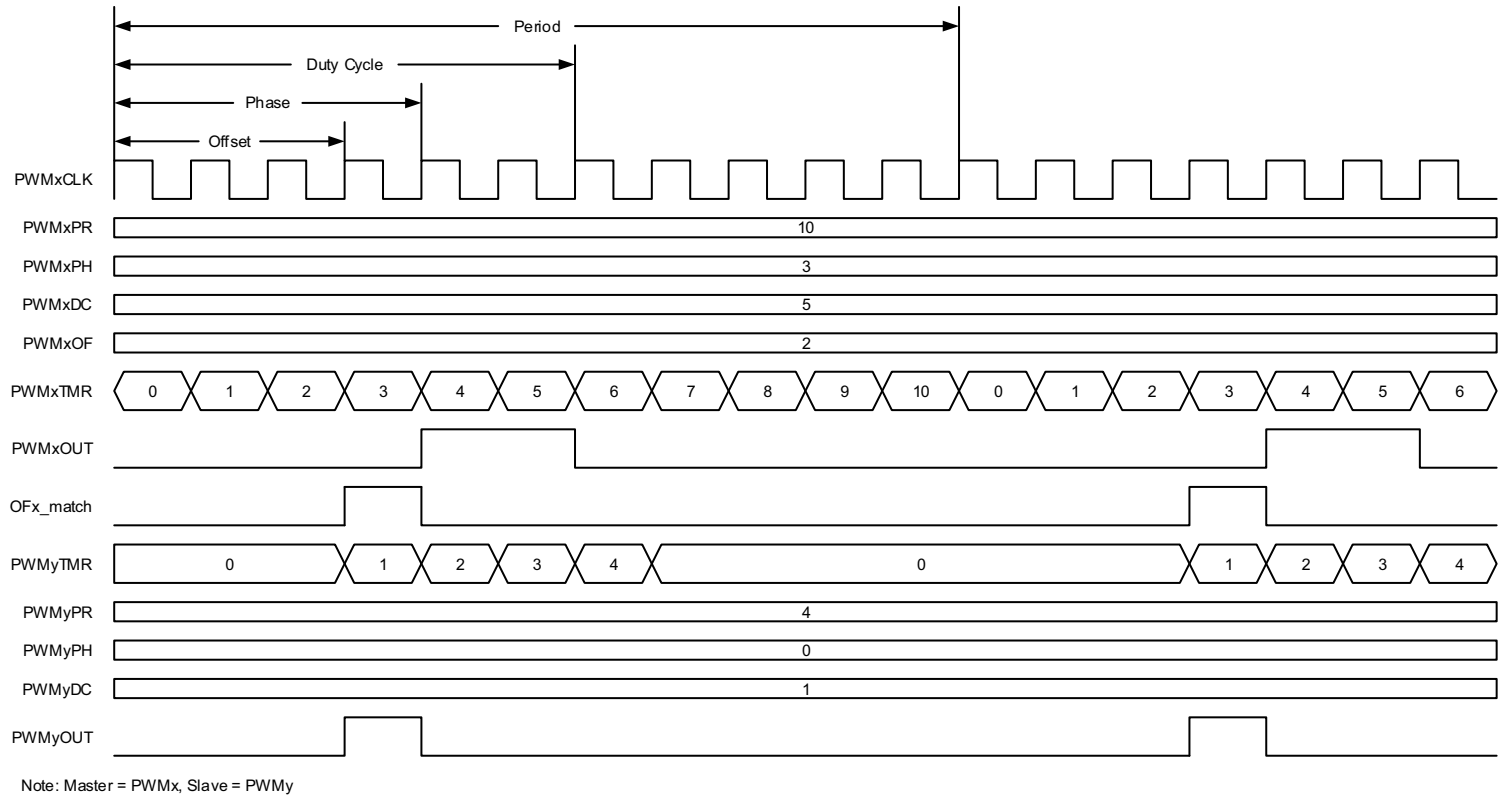 Period
Duty Cycle
Phase
Offset
PWMxCLK
PWMxPR 10
PWMxPH 3
PWMxDC 5
PWMxOF 2
PWMxTMR 0 1 2 3 4 5 6 7 8 9 10 0 1 2 3 4 5 6
PWMxOUT
OFx_match
PWMyTMR 0 1 2 3 4 0 1 2 3 4
PWMyPR 4
PWMyPH 0
PWMyDC 1
PWMyOUT
Note: Master = PWMx, Slave = PWMy